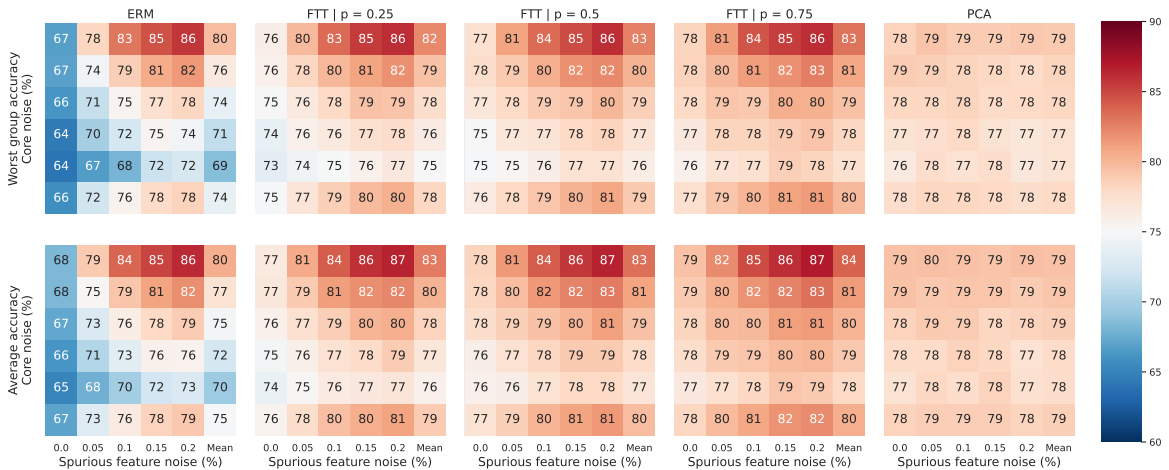 ERM FTT | p = 0.25 FTT | p = 0.5 FTT | p = 0.75 PCA
Worst group accuracy
Core noise (%)
67 78 83 85 86 80 76 80 83 85 86 82 77 81 84 85 86 83 78 81 84 85 86 83 78 79 79 79 79 79
67 74 79 81 82 76 76 78 80 81 82 79 78 79 80 82 82 80 78 80 81 82 83 81 79 79 78 78 78 78
66 71 75 77 78 74 75 76 78 79 79 78 77 78 79 79 80 79 78 79 79 80 80 79 78 78 78 78 78 78
64 70 72 75 74 71 74 76 76 77 78 76 75 77 77 78 78 77 77 78 78 79 78 78 77 77 78 78 77 77
64 67 68 72 72 69 73 74 75 76 77 75 75 75 76 77 77 76 77 77 77 79 78 77 76 77 77 78 77 77
66 72 76 78 78 74 75 77 79 80 80 78 76 78 79 80 81 79 78 79 80 81 81 80 78 78 78 78 78 78
Average accuracy
Core noise (%)
68 79 84 85 86 80 77 81 84 86 87 83 78 81 84 86 87 83 79 82 85 86 87 84 79 80 79 79 79 79
68 75 79 81 82 77 77 79 81 82 82 80 78 80 82 82 83 81 79 80 82 82 83 81 79 79 79 79 79 79
67 73 76 78 79 75 76 77 79 80 80 78 78 79 79 80 81 79 78 80 80 81 81 80 78 79 79 78 79 79
66 71 73 76 76 72 75 76 77 78 79 77 76 77 78 79 79 78 78 79 79 80 80 79 78 78 79 78 77 78
65 68 70 72 73 70 74 75 76 77 77 76 76 77 77 78 78 77 77 77 78 79 79 78 77 78 78 78 77 78
67 73 76 78 79 75 76 78 80 80 81 79 77 79 80 81 81 80 78 80 81 82 82 80 78 79 79 79 78 79
0.0 0.05 0.1 0.15 0.2 Mean 0.0 0.05 0.1 0.15 0.2 Mean 0.0 0.05 0.1 0.15 0.2 Mean 0.0 0.05 0.1 0.15 0.2 Mean 0.0 0.05 0.1 0.15 0.2 Mean
Spurious feature noise (%) Spurious feature noise (%) Spurious feature noise (%) Spurious feature noise (%) Spurious feature noise (%)
90
85
80
75
70
65
60